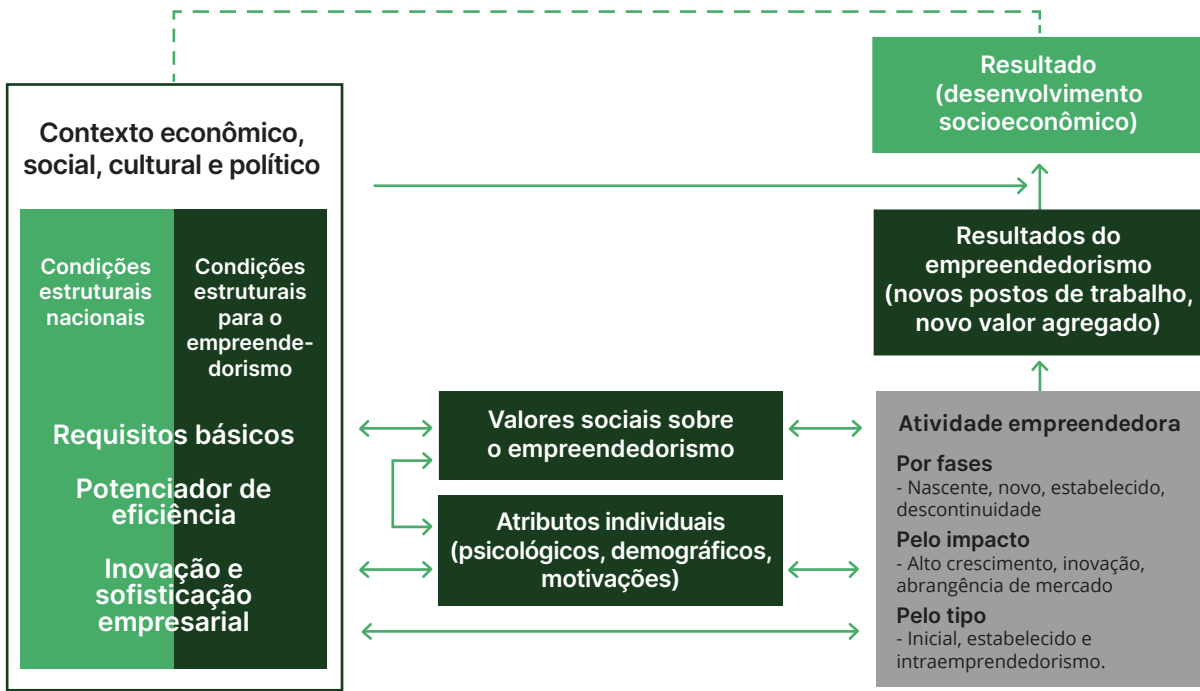 Contexto econômico,
social, cultural e político
Condições
estruturais
nacionais
Condições
estruturais
para o
empreende-
dorismo
Requisitos básicos
Potenciador de
eficiência
Inovação e
sofisticação
empresarial
Valores sociais sobre
o empreendedorismo
Atributos individuais
(psicológicos, demográficos,
motivações)
Resultado
(desenvolvimento
socioeconômico)
Resultados do
empreendedorismo
(novos postos de trabalho,
novo valor agregado)
Atividade empreendedora
Por fases
- Nascente, novo, estabelecido,
descontinuidade
Pelo impacto
- Alto crescimento, inovação,
abrangência de mercado
Pelo tipo
- Inicial, estabelecido e
intraemprendedorismo.